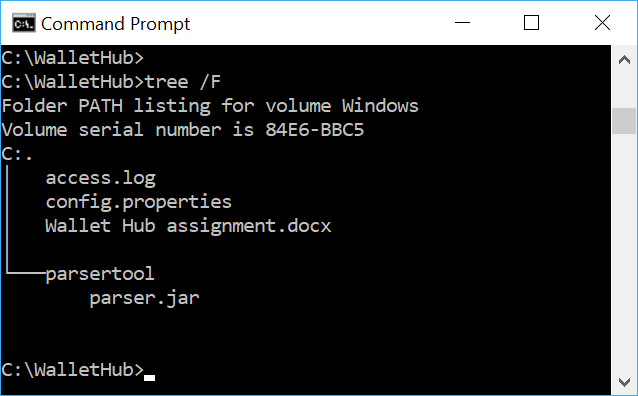 Command Prompt
C:\WalletHub>
C:\WalletHub>tree /F
Folder PATH listing for volume Windows
Volume serial number is 84E6-BBC5
C:.
access.log
config.properties
Wallet Hub assignment.docx
parsertool
parser.jar
C:\WalletHub>